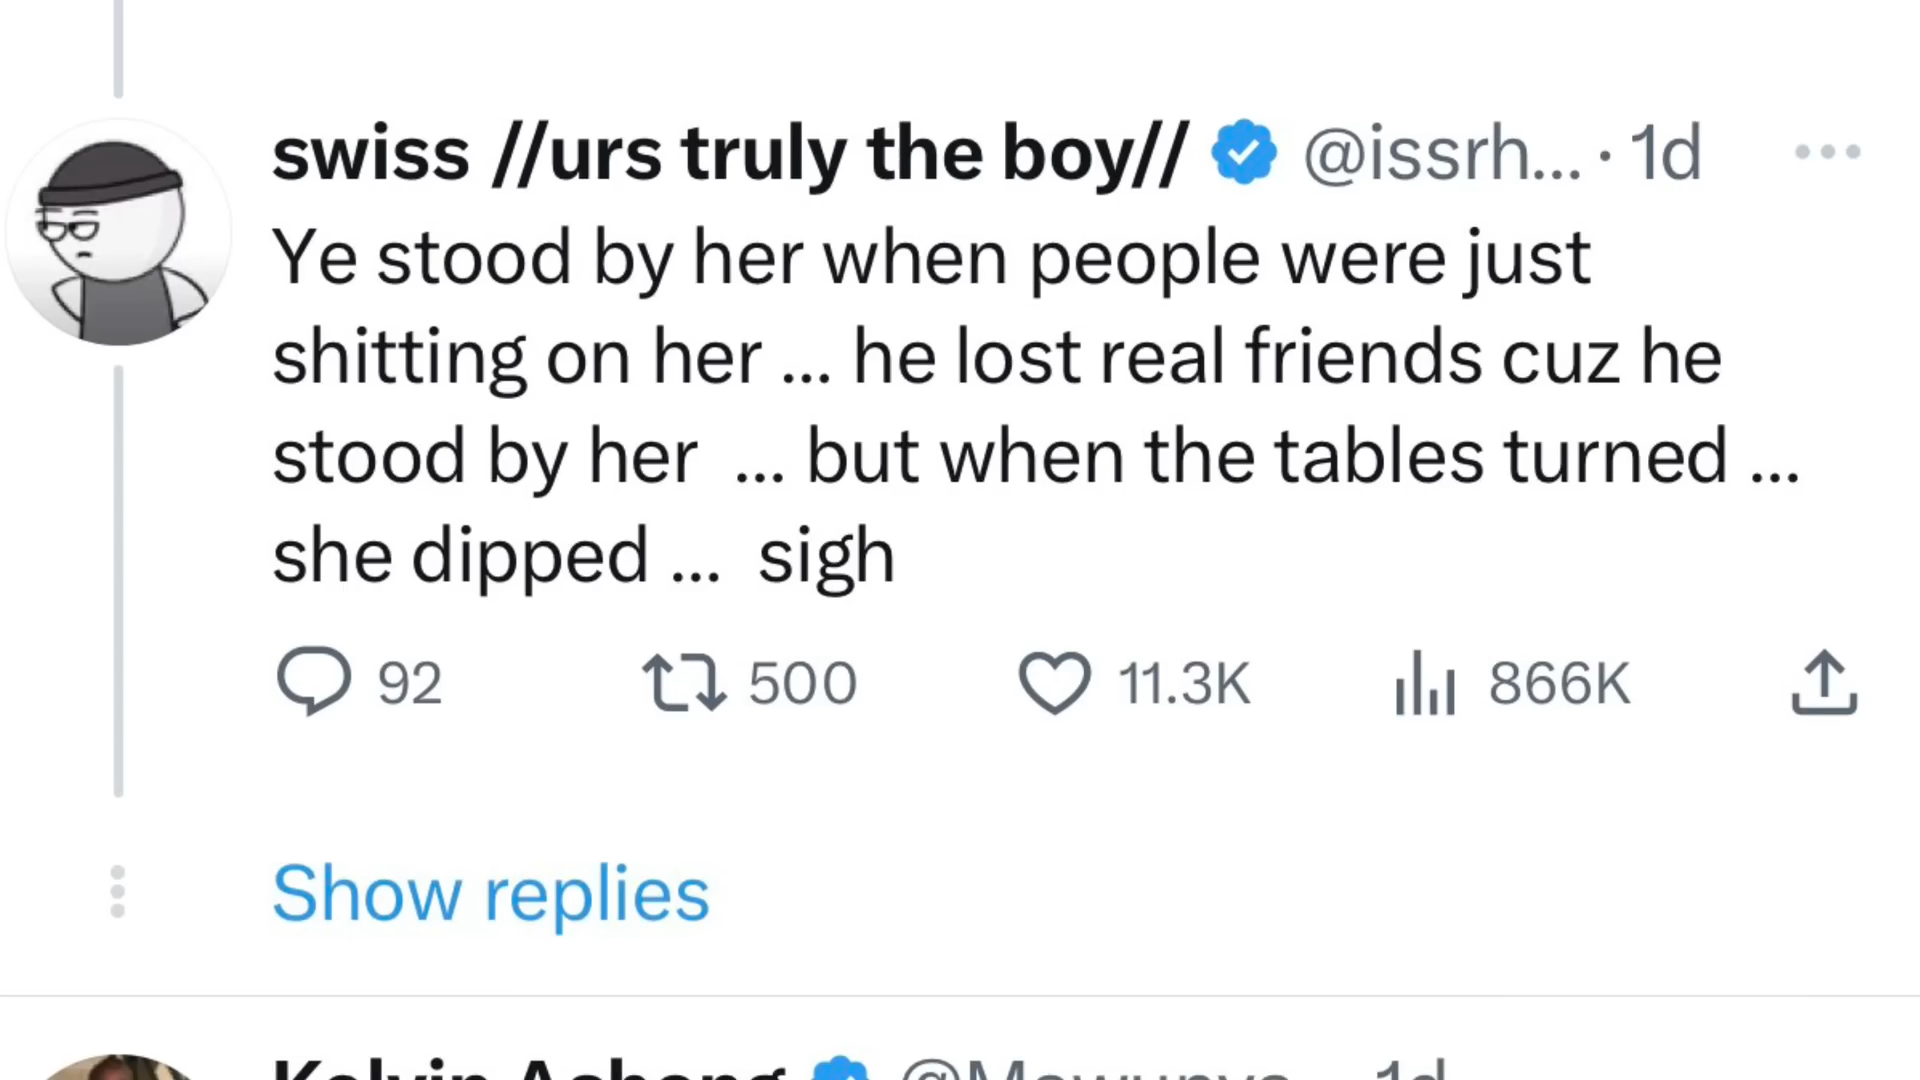 swiss //urs truly the boy// @issrh... · 1d
Ye stood by her when people were just
shitting on her ... he lost real friends cuz he
stood by her  ... but when the tables turned ...
she dipped ...  sigh
92 500 11.3K 866K
Show replies
Kelvin 1d